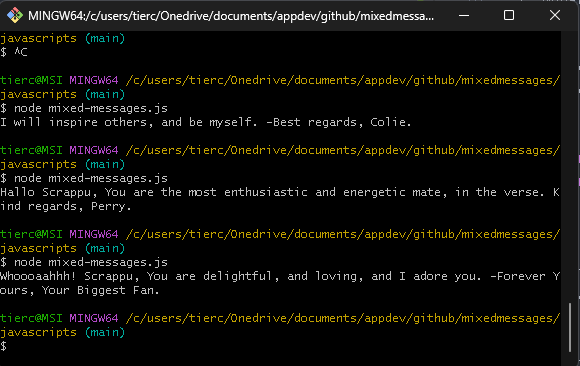 MINGW64:/c/users/tierc/Onedrive/documents/appdev/github/mixedmessa...
javascripts (main)
$ ^C
tierc@MSI MINGW64 /c/users/tierc/Onedrive/documents/appdev/github/mixedmessages/
javascripts (main)
$ node mixed-messages.js
I will inspire others, and be myself. -Best regards, Colie.
tierc@MSI MINGW64 /c/users/tierc/Onedrive/documents/appdev/github/mixedmessages/
javascripts (main)
$ node mixed-messages.js
Hallo Scrappu, You are the most enthusiastic and energetic mate, in the verse. K
ind regards, Perry.
tierc@MSI MINGW64 /c/users/tierc/Onedrive/documents/appdev/github/mixedmessages/
javascripts (main)
$ node mixed-messages.js
Whoooaahhh! Scrappu, You are delightful, and loving, and I adore you. -Forever Y
ours, Your Biggest Fan.
tierc@MSI MINGW64 /c/users/tierc/Onedrive/documents/appdev/github/mixedmessages/
javascripts (main)
$